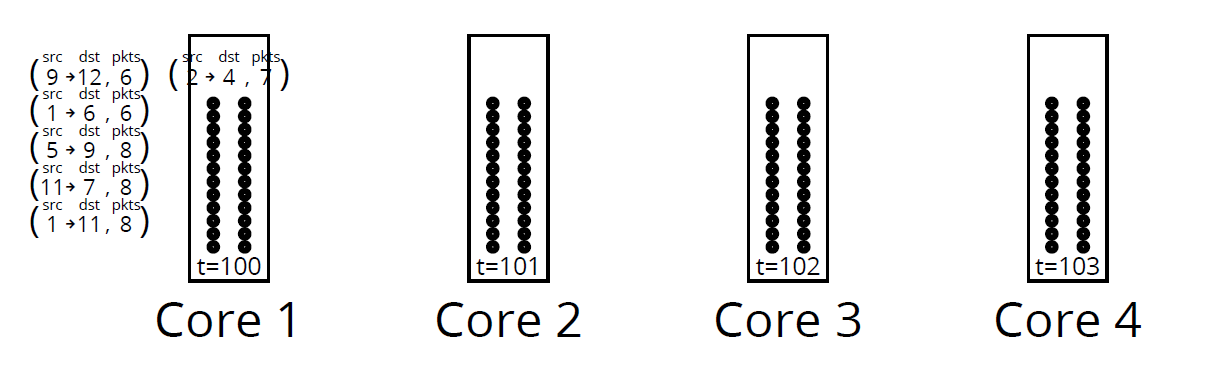 src dst pkts
(9→12, 6)
src dst pkts
(2→4, 7)
src dst pkts
(1→6, 6)
src dst pkts
(5→9, 8)
src dst pkts
(11→7, 8)
src dst pkts
(1→11, 8)
t=100
t=101
t=102
t=103
Core 1
Core 2
Core 3
Core 4